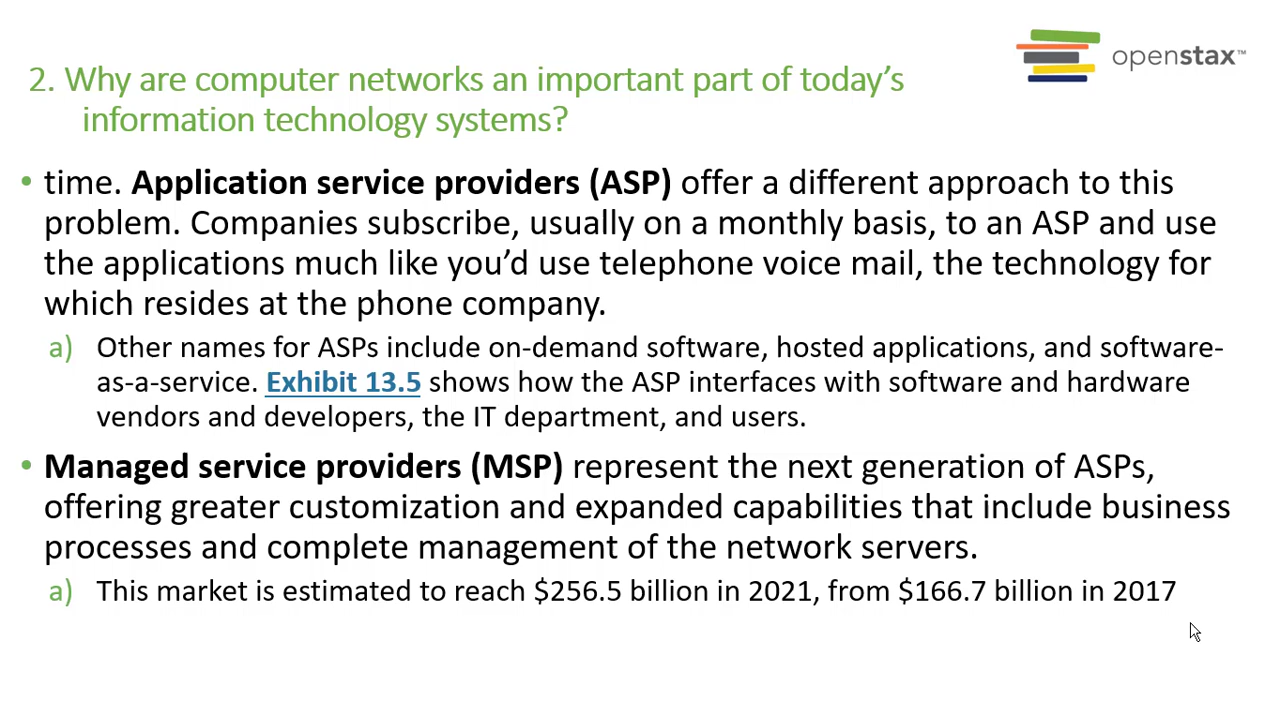 2. Why are computer networks an important part of today’s
information technology systems?
openstax™
• time. Application service providers (ASP) offer a different approach to this
problem. Companies subscribe, usually on a monthly basis, to an ASP and use
the applications much like you’d use telephone voice mail, the technology for
which resides at the phone company.
a) Other names for ASPs include on-demand software, hosted applications, and software-
as-a-service. Exhibit 13.5 shows how the ASP interfaces with software and hardware
vendors and developers, the IT department, and users.
• Managed service providers (MSP) represent the next generation of ASPs,
offering greater customization and expanded capabilities that include business
processes and complete management of the network servers.
a) This market is estimated to reach $256.5 billion in 2021, from $166.7 billion in 2017